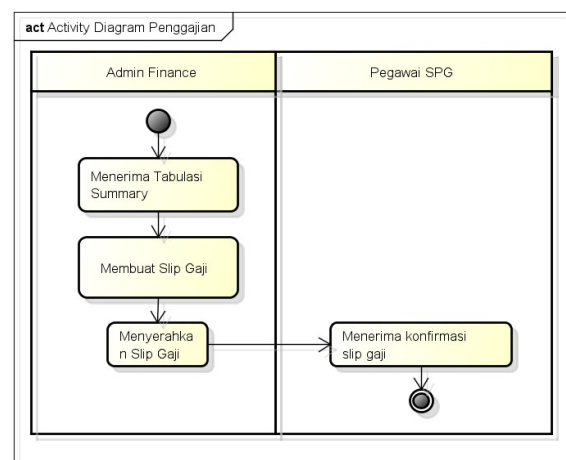 act Activity Diagram Penggajian
Admin Finance
Pegawai SPG
Menerima Tabulasi
Summary
Membuat Slip Gaji
Menyerahka
n Slip Gaji
Menerima konfirmasi
slip gaji